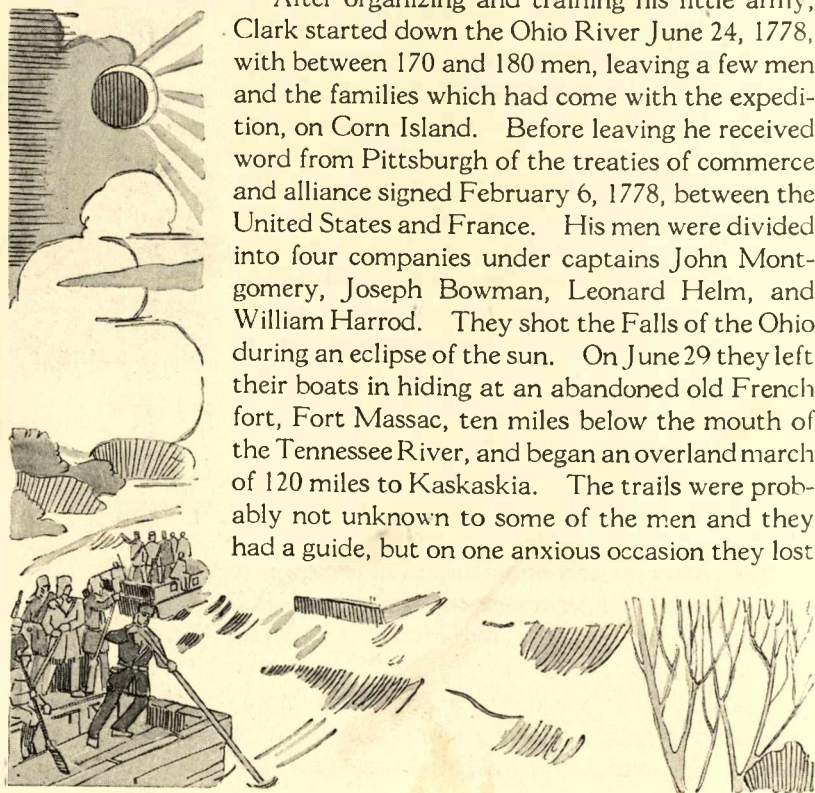 After organizing and training his little army,
Clark started down the Ohio River June 24, 1778,
with between 170 and 180 men, leaving a few men
and the families which had come with the expedi-
tion, on Corn Island. Before leaving he received
word from Pittsburgh of the treaties of commerce
and alliance signed February 6, 1778, between the
United States and France. His men were divided
into four companies under captains John Mont-
gomery, Joseph Bowman, Leonard Helm, and
William Harrod. They shot the Falls of the Ohio
during an eclipse of the sun. On June 29 they left
their boats in hiding at an abandoned old French
fort, Fort Massac, ten miles below the mouth of
the Tennessee River, and began an overland march
of 120 miles to Kaskaskia. The trails were prob-
ably not unknown to some of the men and they
had a guide, but on one anxious occasion they lost